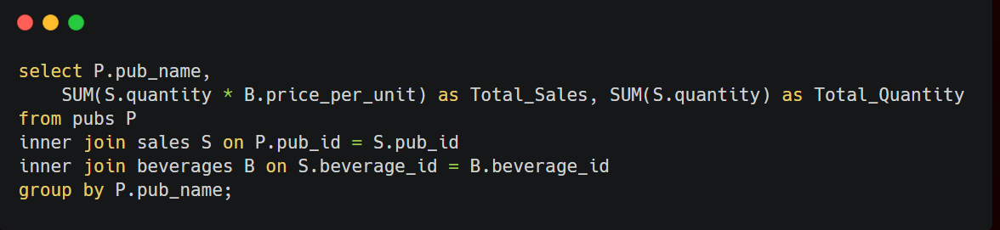 select P.pub_name,
    SUM(S.quantity * B.price_per_unit) as Total_Sales, SUM(S.quantity) as Total_Quantity
from pubs P
inner join sales S on P.pub_id = S.pub_id
inner join beverages B on S.beverage_id = B.beverage_id
group by P.pub_name;